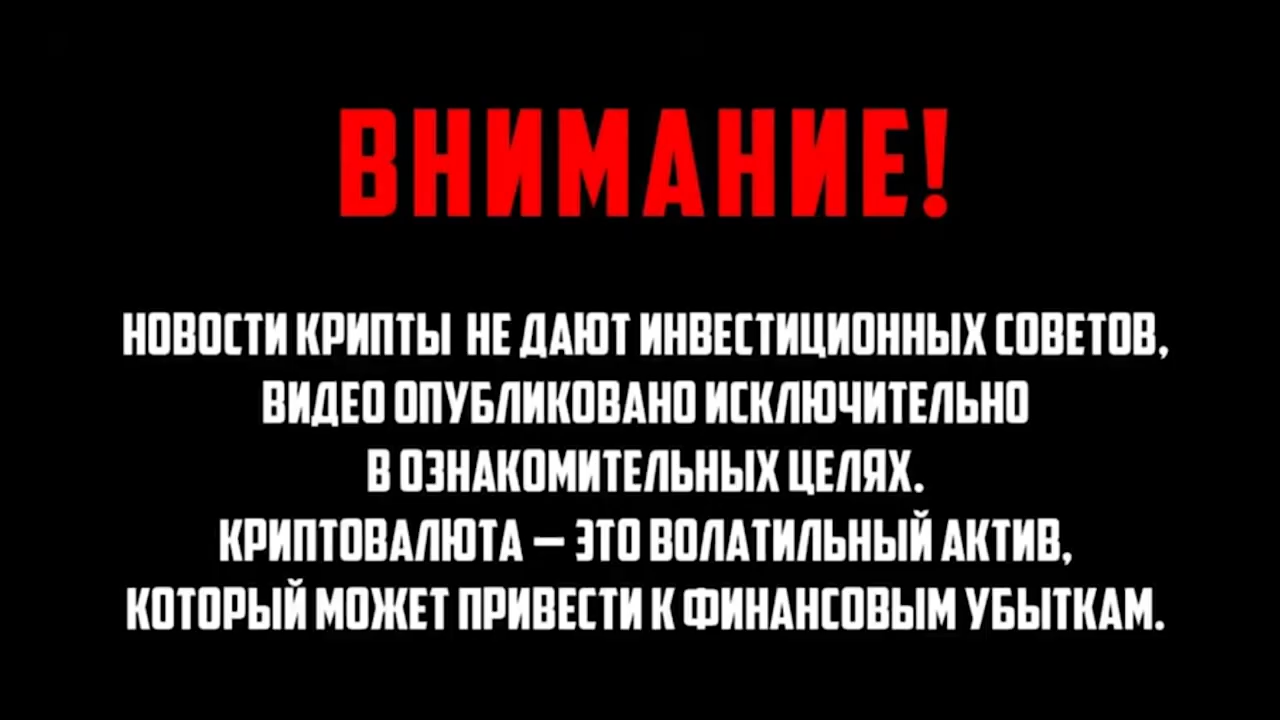 ВНИМАНИЕ!
НОВОСТИ КРИПТЫ НЕ ДАЮТ ИНВЕСТИЦИОННЫХ СОВЕТОВ,
ВИДЕО ОПУБЛИКОВАНО ИСКЛЮЧИТЕЛЬНО
В ОЗНАКОМИТЕЛЬНЫХ ЦЕЛЯХ.
КРИПТОВАЛЮТА – ЭТО ВОЛАТИЛЬНЫЙ АКТИВ,
КОТОРЫЙ МОЖЕТ ПРИВЕСТИ К ФИНАНСОВЫМ УБЫТКАМ.